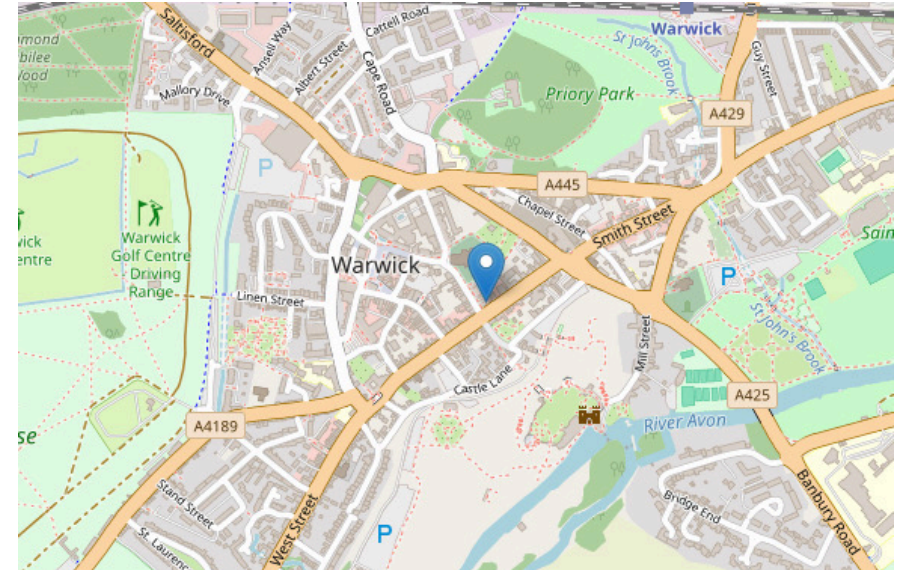 Saltisford
Cattell Road
Ansell Way
Albert Street
Cape Road
Mallory Drive
Warwick
St Johns Brook
Guy Street
Priory Park
A429
A445
Chapel Street
Smith Street
P
Warwick
Golf Centre
Driving
Range
Warwick
Linen Street
P
St John's Brook
Mill Street
Castle Lane
A425
A4189
River Avon
Stand Street
West Street
P
Bridge End
Banbury Road